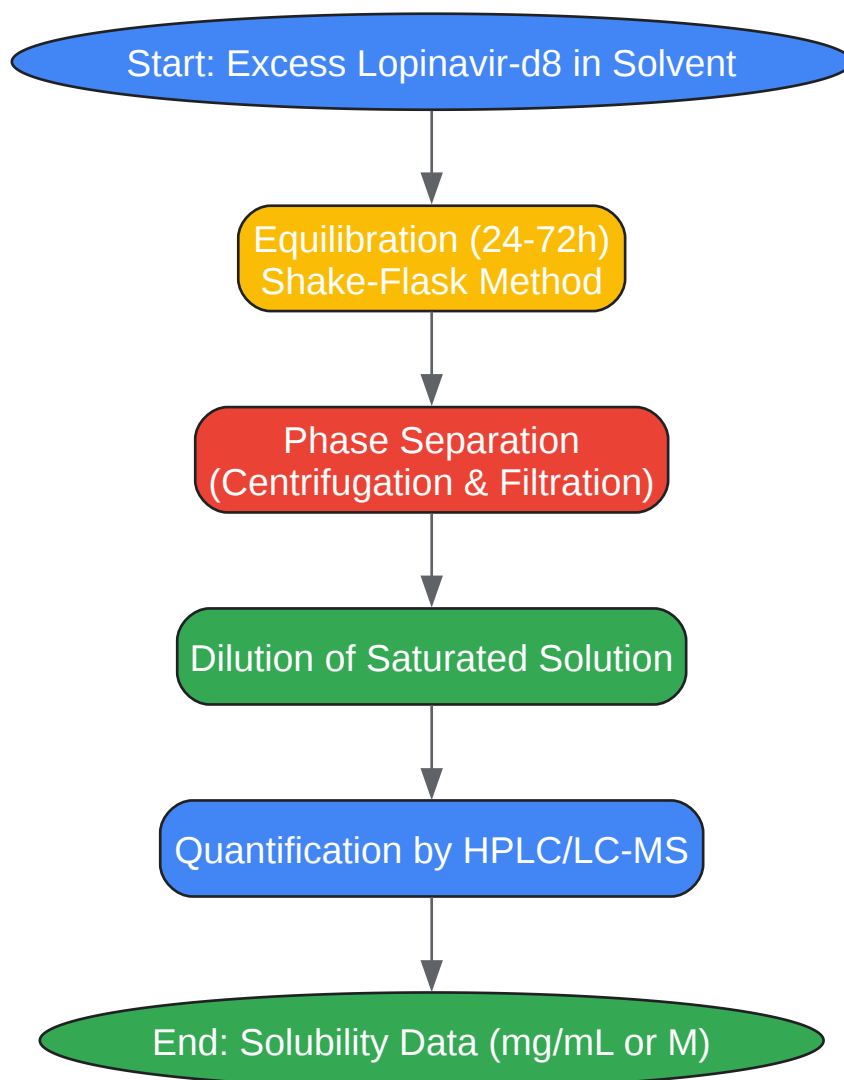 Start: Excess Lopinavir-d8 in Solvent
Equilibration (24-72h)
Shake-Flask Method
Phase Separation
(Centrifugation & Filtration)
Dilution of Saturated Solution
Quantification by HPLC/LC-MS
End: Solubility Data (mg/mL or M)